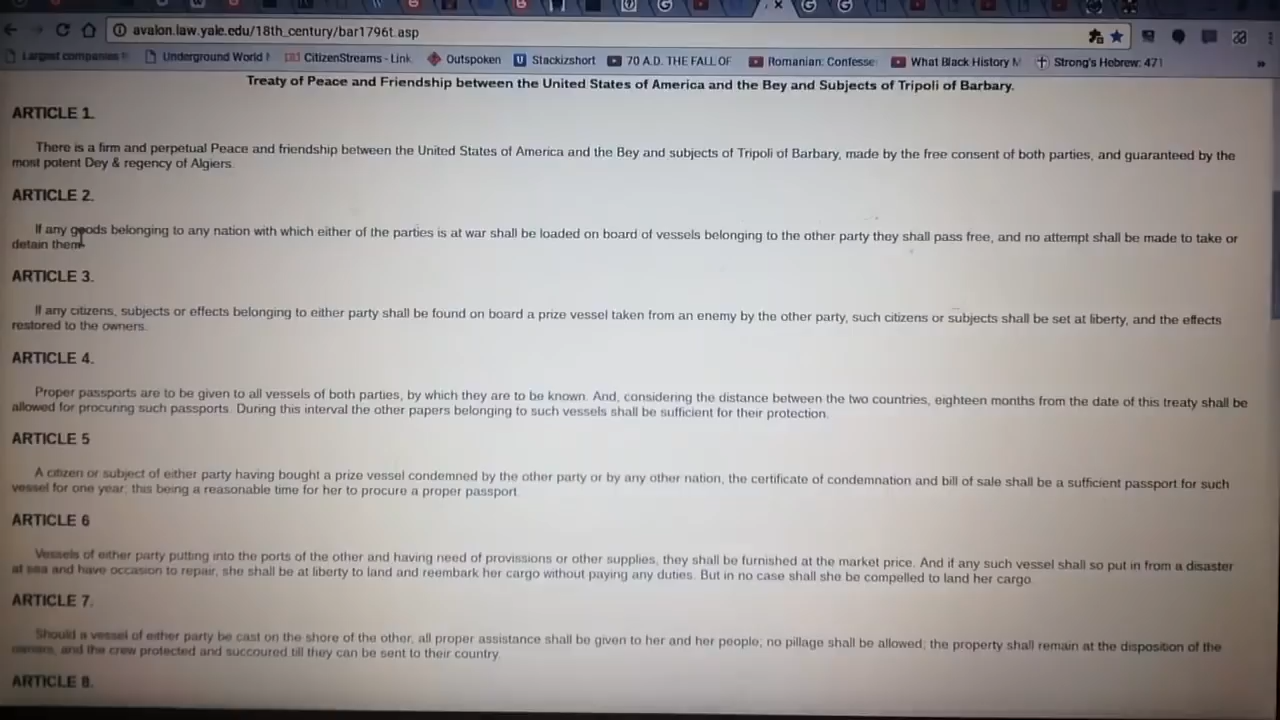 avalon.law.yale.edu/18th_century/bar1796t.asp
Largest companies Underground World CitizenStreams - Link Outspoken Stackizshort 70 A.D. THE FALL OF Romanian: Confesse What Black History M Strong's Hebrew: 471 »
Treaty of Peace and Friendship between the United States of America and the Bey and Subjects of Tripoli of Barbary.
ARTICLE 1.
There is a firm and perpetual Peace and friendship between the United States of America and the Bey and subjects of Tripoli of Barbary, made by the free consent of both parties, and guaranteed by the
most potent Dey & regency of Algiers.
ARTICLE 2.
If any goods belonging to any nation with which either of the parties is at war shall be loaded on board of vessels belonging to the other party they shall pass free, and no attempt shall be made to take or
detain them.
ARTICLE 3.
If any citizens, subjects or effects belonging to either party shall be found on board a prize vessel taken from an enemy by the other party, such citizens or subjects shall be set at liberty, and the effects
restored to the owners.
ARTICLE 4.
Proper passports are to be given to all vessels of both parties, by which they are to be known. And, considering the distance between the two countries, eighteen months from the date of this treaty shall be
allowed for procuring such passports. During this interval the other papers belonging to such vessels shall be sufficient for their protection.
ARTICLE 5
A citizen or subject of either party having bought a prize vessel condemned by the other party or by any other nation, the certificate of condemnation and bill of sale shall be a sufficient passport for such
vessel for one year; this being a reasonable time for her to procure a proper passport.
ARTICLE 6
Vessels of either party putting into the ports of the other and having need of provissions or other supplies, they shall be furnished at the market price. And if any such vessel shall so put in from a disaster
at sea and have occasion to repair, she shall be at liberty to land and reembark her cargo without paying any duties. But in no case shall she be compelled to land her cargo.
ARTICLE 7.
Should a vessel of either party be cast on the shore of the other, all proper assistance shall be given to her and her people; no pillage shall be allowed; the property shall remain at the disposition of the
owners, and the crew protected and succoured till they can be sent to their country.
ARTICLE 8.